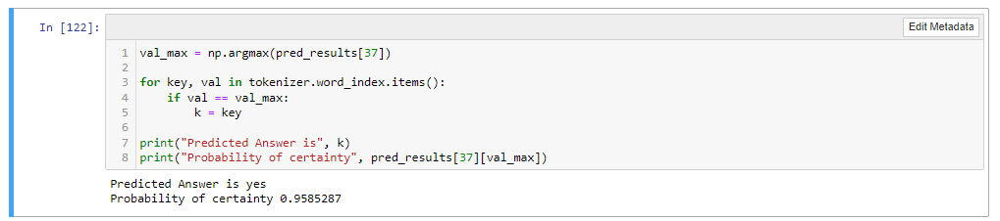 Edit Metadata
In [122]:
1 val_max = np.argmax(pred_results[37])
2
3 for key, val in tokenizer.word_index.items():
4     if val == val_max:
5         k = key
6
7 print("Predicted Answer is", k)
8 print("Probability of certainty", pred_results[37][val_max])
Predicted Answer is yes
Probability of certainty 0.9585287